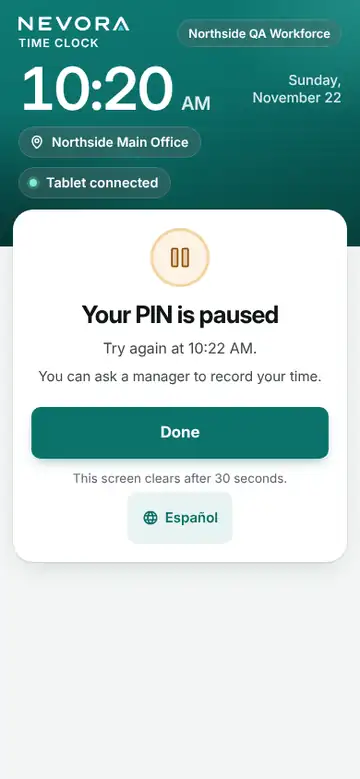 NEVORA
TIME CLOCK
Northside QA Workforce
10:20 AM
Sunday,
November 22
Northside Main Office
Tablet connected
Your PIN is paused
Try again at 10:22 AM.
You can ask a manager to record your time.
Done
This screen clears after 30 seconds.
Español